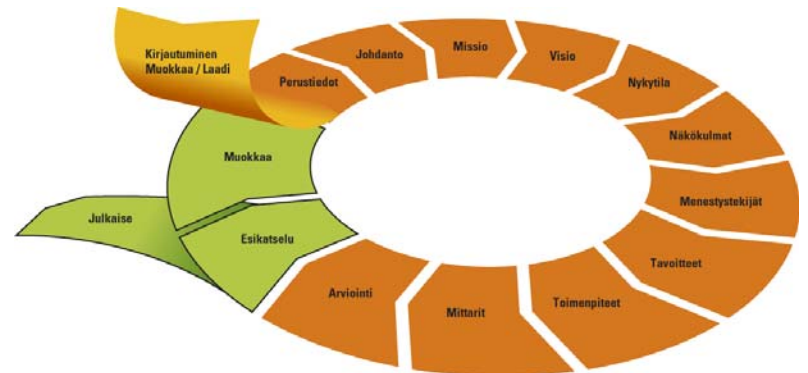 Kirjautuminen
Muokkaa / Laadi
Perustiedot
Johdanto
Missio
Visio
Nykytila
Näkökulmat
Menestystekijät
Tavoitteet
Toimenpiteet
Mittarit
Arviointi
Esikatselu
Muokkaa
Julkaise